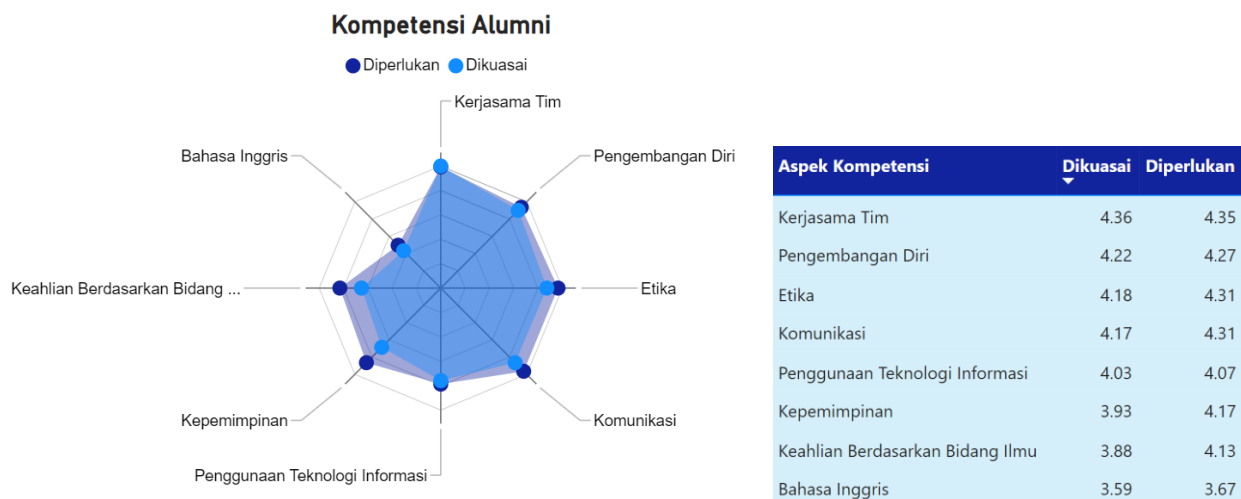 Kompetensi Alumni
Diperlukan Dikuasai
Kerjasama Tim
Bahasa Inggris
Pengembangan Diri
Keahlian Berdasarkan Bidang ...
Etika
Kepemimpinan
Komunikasi
Penggunaan Teknologi Informasi
Aspek Kompetensi Dikuasai Diperlukan
Kerjasama Tim 4.36 4.35
Pengembangan Diri 4.22 4.27
Etika 4.18 4.31
Komunikasi 4.17 4.31
Penggunaan Teknologi Informasi 4.03 4.07
Kepemimpinan 3.93 4.17
Keahlian Berdasarkan Bidang Ilmu 3.88 4.13
Bahasa Inggris 3.59 3.67